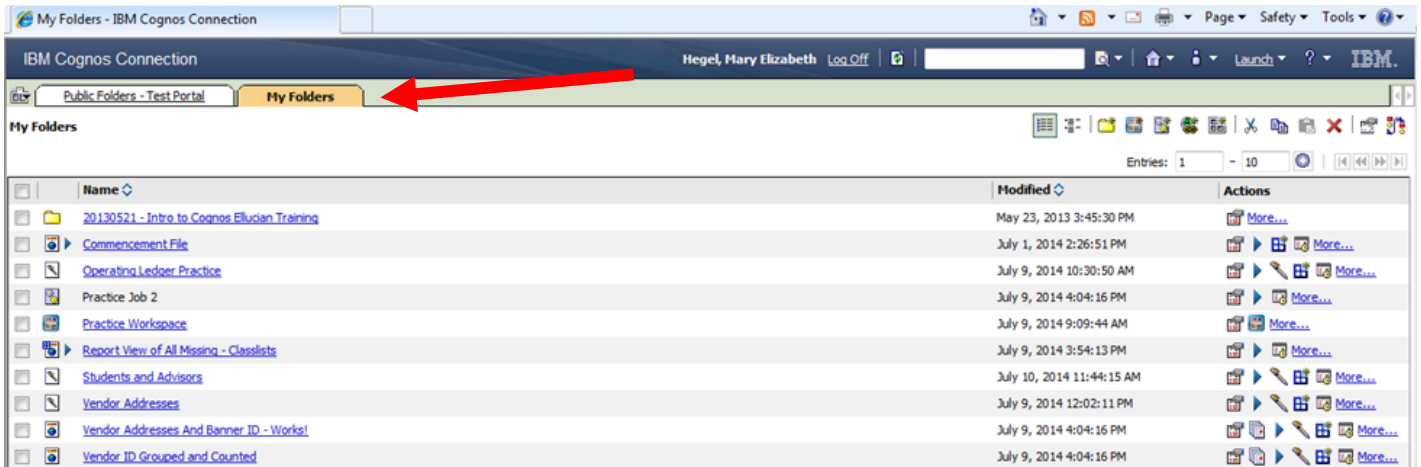 My Folders - IBM Cognos Connection Page Safety Tools
IBM Cognos Connection Hegel, Mary Elizabeth Log Off Launch ? IBM.
Public Folders - Test Portal My Folders
My Folders
Entries: 1 - 10
Name Modified Actions
20130521 - Intro to Cognos Ellucian Training May 23, 2013 3:45:30 PM More...
Commencement File July 1, 2014 2:26:51 PM More...
Operating Ledger Practice July 9, 2014 10:30:50 AM More...
Practice Job 2 July 9, 2014 4:04:16 PM More...
Practice Workspace July 9, 2014 9:09:44 AM More...
Report View of All Missing - Classlists July 9, 2014 3:54:13 PM More...
Students and Advisors July 10, 2014 11:44:15 AM More...
Vendor Addresses July 9, 2014 12:02:11 PM More...
Vendor Addresses And Banner ID - Works! July 9, 2014 4:04:16 PM More...
Vendor ID Grouped and Counted July 9, 2014 4:04:16 PM More...